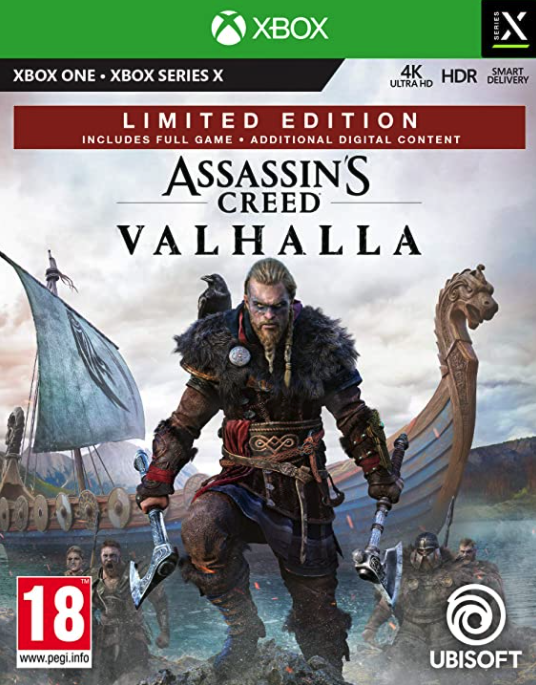 XBOX
SERIES X
XBOX ONE • XBOX SERIES X
4K
ULTRA HD
HDR
SMART
DELIVERY
LIMITED EDITION
INCLUDES FULL GAME • ADDITIONAL DIGITAL CONTENT
ASSASSIN'S
CREED
VALHALLA
18
™
www.pegi.info
UBISOFT